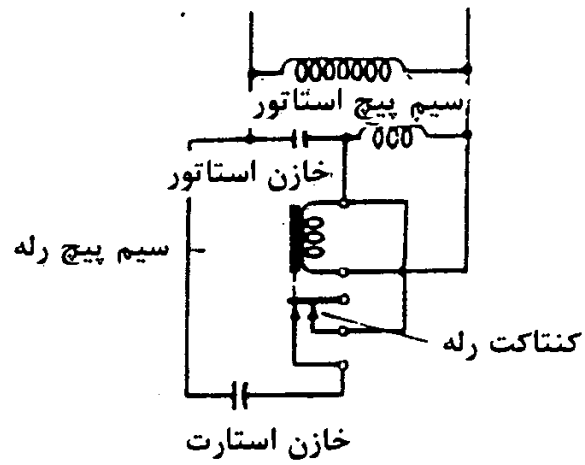 سیم پیچ استاتور
خازن استاتور
سیم پیچ رله
کنتاکت رله
خازن استارت